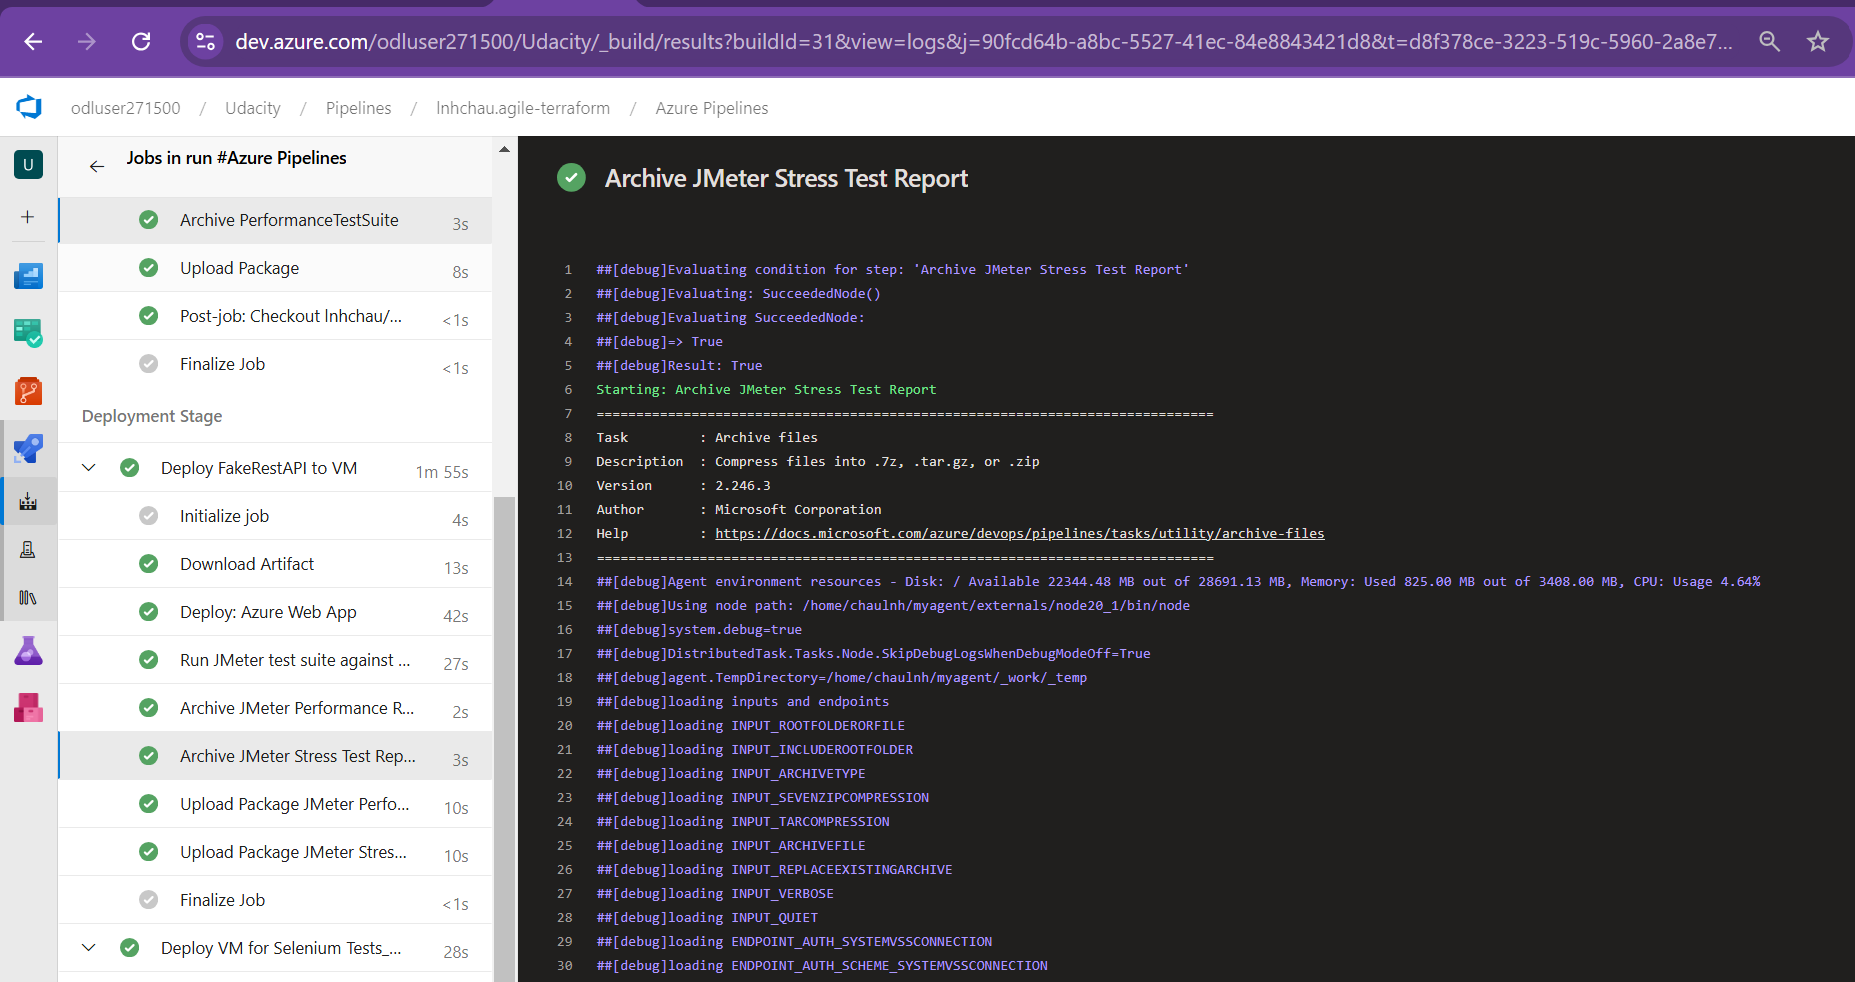 dev.azure.com/odluser271500/Udacity/_build/results?buildId=31&view=logs&j=90fcd64b-a8bc-5527-41ec-84e8843421d8&t=d8f378ce-3223-519c-5960-2a8e7...
odluser271500 / Udacity / Pipelines / lnhchau.agile-terraform / Azure Pipelines
U
Jobs in run #Azure Pipelines
Archive PerformanceTestSuite 3s
Upload Package 8s
Post-job: Checkout lnhchau/... <1s
Finalize Job <1s
Deployment Stage
Deploy FakeRestAPI to VM 1m 55s
Initialize job 4s
Download Artifact 13s
Deploy: Azure Web App 42s
Run JMeter test suite against ... 27s
Archive JMeter Performance R... 2s
Archive JMeter Stress Test Rep... 3s
Upload Package JMeter Perfo... 10s
Upload Package JMeter Stres... 10s
Finalize Job <1s
Deploy VM for Selenium Tests_... 28s
Archive JMeter Stress Test Report
1 ##[debug]Evaluating condition for step: 'Archive JMeter Stress Test Report'
2 ##[debug]Evaluating: SucceededNode()
3 ##[debug]Evaluating SucceededNode:
4 ##[debug]=> True
5 ##[debug]Result: True
6 Starting: Archive JMeter Stress Test Report
7 ==============================================================================
8 Task : Archive files
9 Description : Compress files into .7z, .tar.gz, or .zip
10 Version : 2.246.3
11 Author : Microsoft Corporation
12 Help : https://docs.microsoft.com/azure/devops/pipelines/tasks/utility/archive-files
13 ==============================================================================
14 ##[debug]Agent environment resources - Disk: / Available 22344.48 MB out of 28691.13 MB, Memory: Used 825.00 MB out of 3408.00 MB, CPU: Usage 4.64%
15 ##[debug]Using node path: /home/chaulnh/myagent/externals/node20_1/bin/node
16 ##[debug]system.debug=true
17 ##[debug]DistributedTask.Tasks.Node.SkipDebugLogsWhenDebugModeOff=True
18 ##[debug]agent.TempDirectory=/home/chaulnh/myagent/_work/_temp
19 ##[debug]loading inputs and endpoints
20 ##[debug]loading INPUT_ROOTFOLDERORFILE
21 ##[debug]loading INPUT_INCLUDEROOTFOLDER
22 ##[debug]loading INPUT_ARCHIVETYPE
23 ##[debug]loading INPUT_SEVENZIPCOMPRESSION
24 ##[debug]loading INPUT_TARCOMPRESSION
25 ##[debug]loading INPUT_ARCHIVEFILE
26 ##[debug]loading INPUT_REPLACEEXISTINGARCHIVE
27 ##[debug]loading INPUT_VERBOSE
28 ##[debug]loading INPUT_QUIET
29 ##[debug]loading ENDPOINT_AUTH_SYSTEMVSSCONNECTION
30 ##[debug]loading ENDPOINT_AUTH_SCHEME_SYSTEMVSSCONNECTION